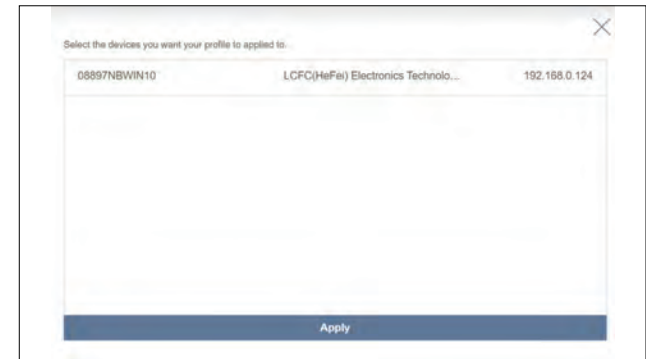 Select the devices you want your profile to applied to.
08897NBWIN10 LCFC(HeFei) Electronics Technolo... 192.168.0.124
Apply